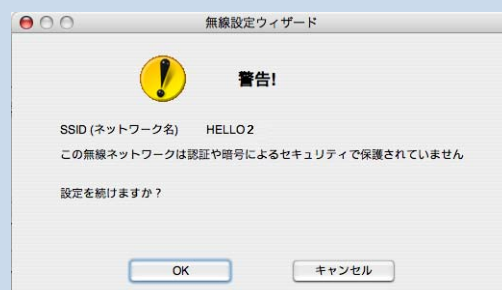 無線設定ウィザード
警告!
SSID (ネットワーク名) HELLO2
この無線ネットワークは認証や暗号によるセキュリティで保護されていません
設定を続けますか？
OK キャンセル